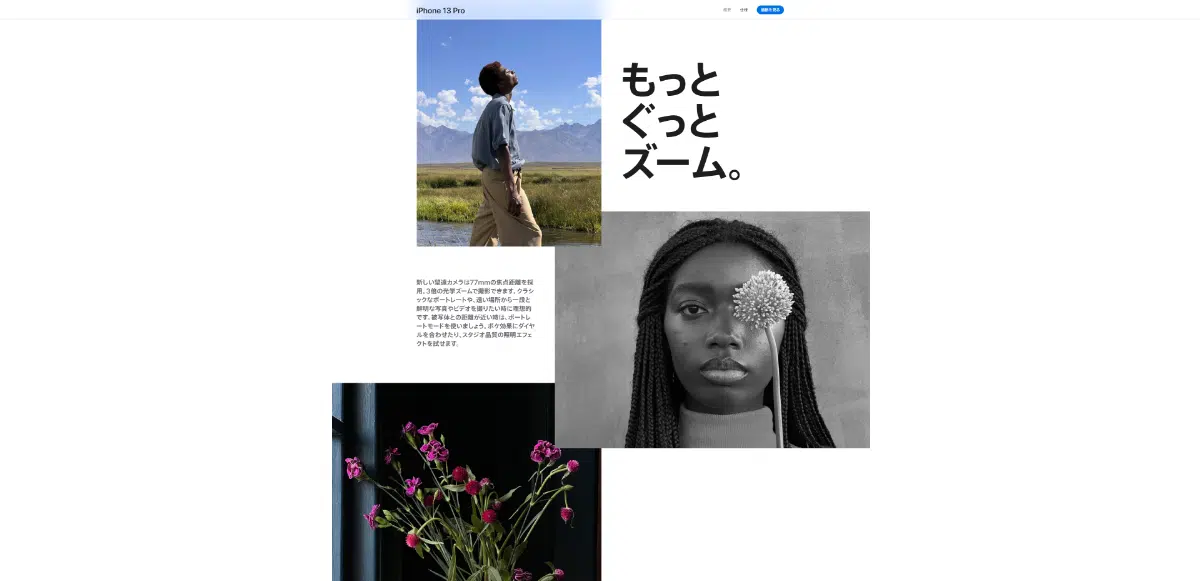 iPhone 13 Pro
概要
仕様
価格を見る
もっと
ぐっと
ズーム。
新しい望遠カメラは77mmの焦点距離を採
用。3倍の光学ズームで撮影できます。クラシ
ックなポートレートや、遠い場所から一段と
鮮明な写真やビデオを撮りたい時に理想的
です。被写体との距離が近い時は、ポートレ
ートモードを使いましょう。ボケ効果にダイヤ
ルを合わせたり、スタジオ品質の照明エフェ
クトを試せます。